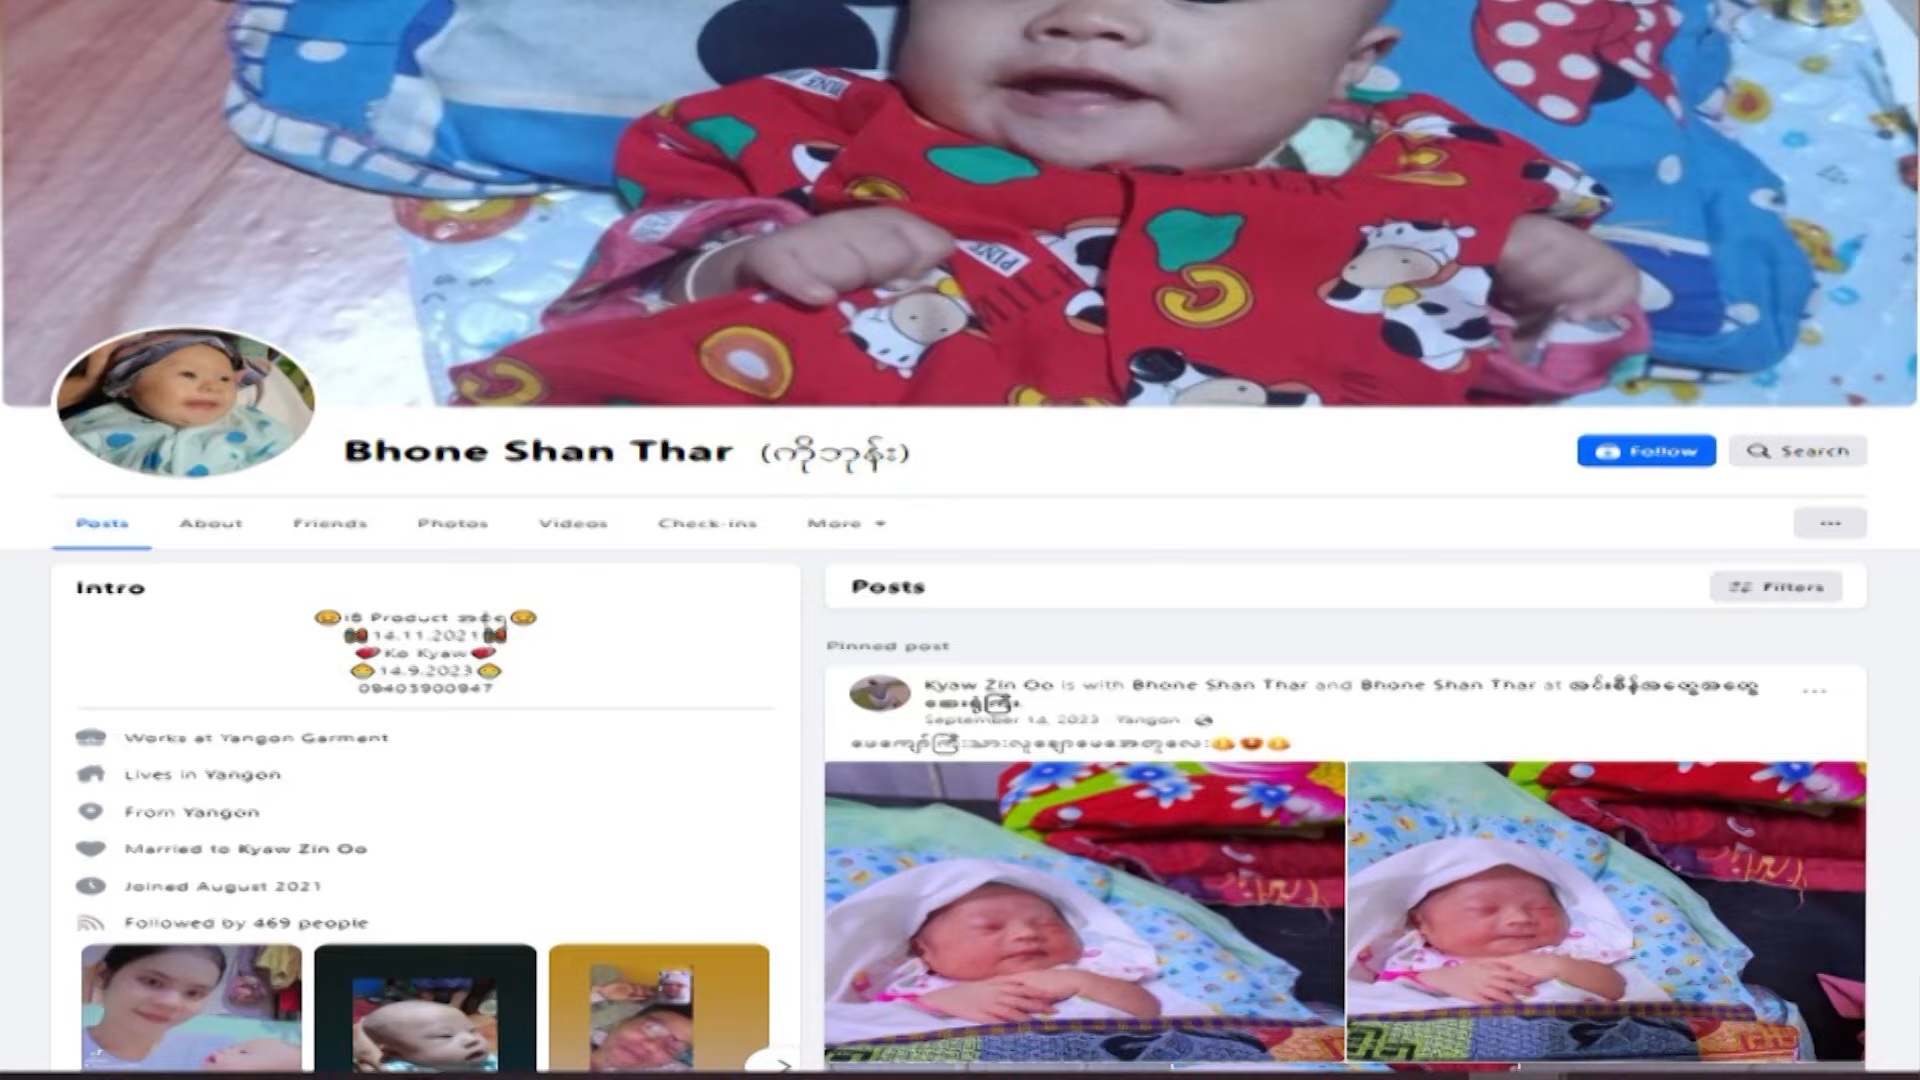 PINE
MILK
Bhone Shan Thar (ကိုဘုန်း)
Follow
Search
Posts
About
Friends
Photos
Videos
Check-ins
More
Intro
Product
14.11.2021
Ko Kyaw
14.9.2023
09403900947
Works at Yangon Garment
Lives in Yangon
From Yangon
Married to Kyaw Zin Oo
Joined August 2021
Followed by 469 people
Posts
Filters
Pinned post
Kyaw Zin Oo is with Bhone Shan Thar and Bhone Shan Thar at
September 14, 2023 · Yangon